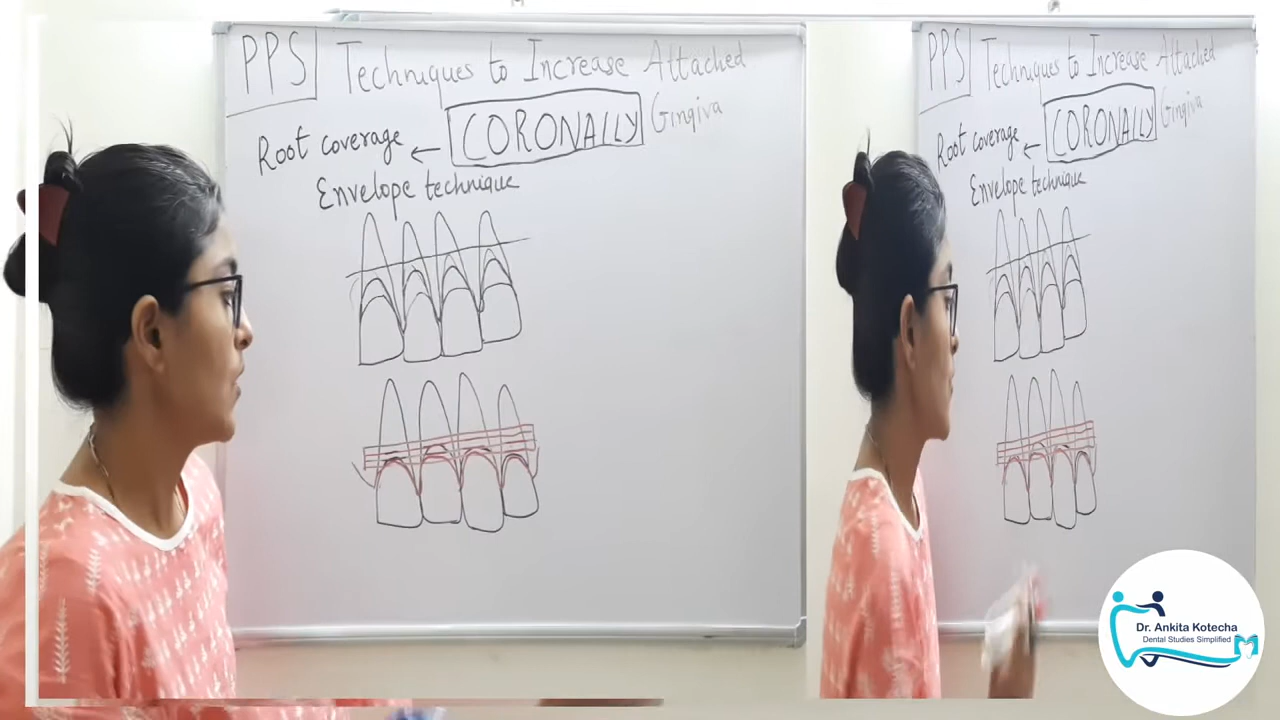 PPS Techniques to Increase Attached
CORONALLY Gingiva
Root coverage ←
Envelope technique
PPS Techniques to Increase Attached
CORONALLY Gingiva
Root coverage ←
Envelope technique
Dr. Ankita Kotecha
Dental Studies Simplified